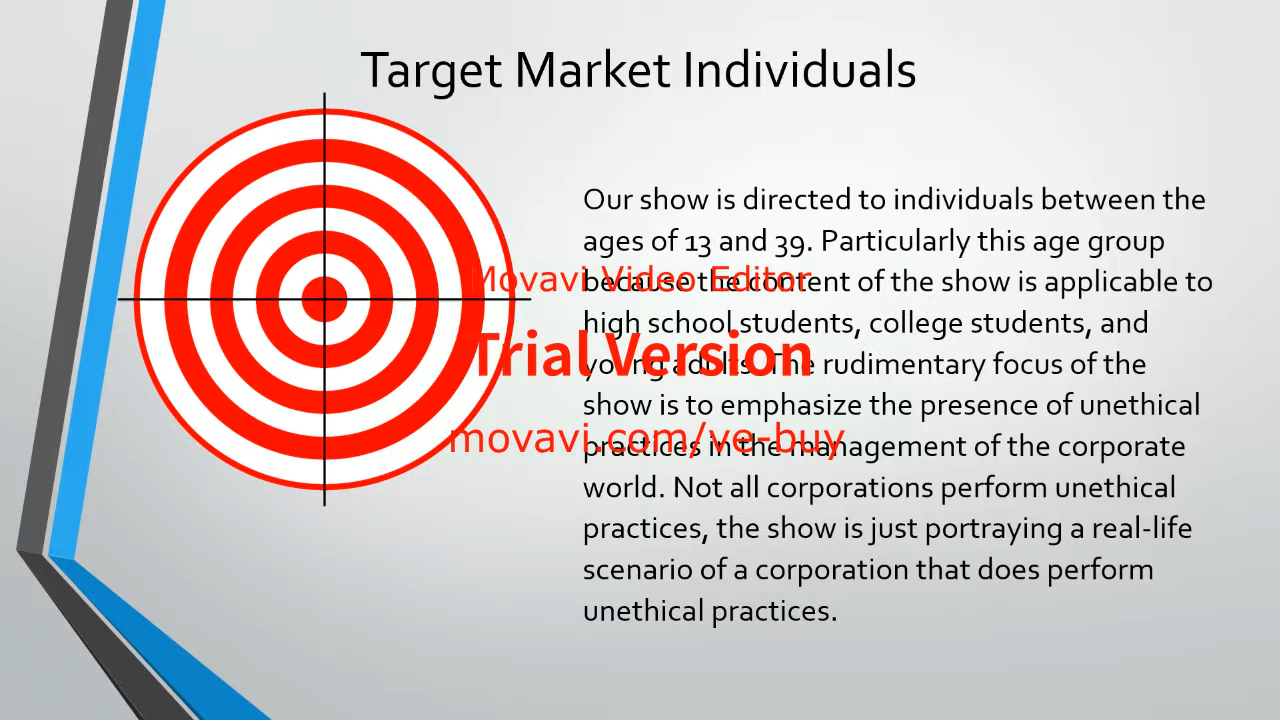 Target Market Individuals
Our show is directed to individuals between the
ages of 13 and 39. Particularly this age group
because the content of the show is applicable to
high school students, college students, and
young adults. The rudimentary focus of the
show is to emphasize the presence of unethical
practices in the management of the corporate
world. Not all corporations perform unethical
practices, the show is just portraying a real-life
scenario of a corporation that does perform
unethical practices.
Movavi Video Editor
Trial Version
movavi.com/ve-buy